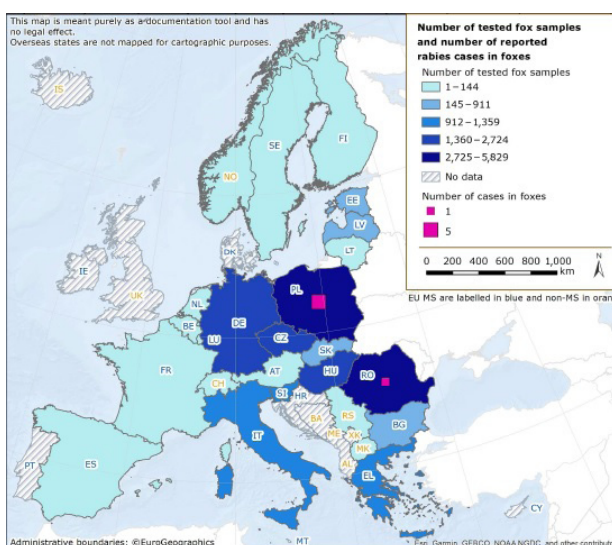 This map is meant purely as a documentation tool and has
no legal effect.
Overseas states are not mapped for cartographic purposes.
Number of tested fox samples
and number of reported
rabies cases in foxes
Number of tested fox samples
1–144
145–911
912–1,359
1,360–2,724
2,725–5,829
No data
Number of cases in foxes
1
5
0 200 400 600 800 1,000
km
N
EU MS are labelled in blue and non-MS in oran
IS
NO
SE
FI
EE
LV
LT
DK
IE
UK
NL
BE
LU
DE
PL
CZ
SK
FR
CH
AT
HU
RO
SI
HR
BA
RS
ME
XK
BG
MK
AL
IT
PT
ES
EL
CY
MT
Administrative boundaries: ©EuroGeographics
Esri, Garmin, GEBCO, NOAA NGDC, and other contributo